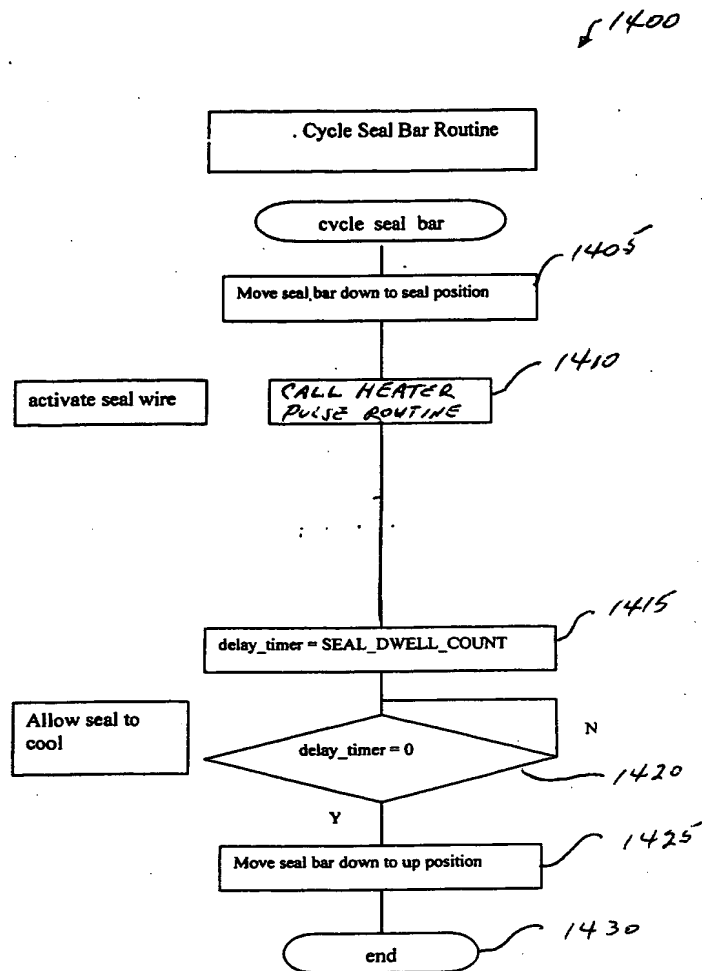 1400
. Cycle Seal Bar Routine
cycle seal bar
1405
Move seal bar down to seal position
1410
activate seal wire
CALL HEATER
PULSE ROUTINE
1415
delay_timer = SEAL_DWELL_COUNT
Allow seal to
cool
N
delay_timer = 0
1420
Y
1425
Move seal bar down to up position
1430
end